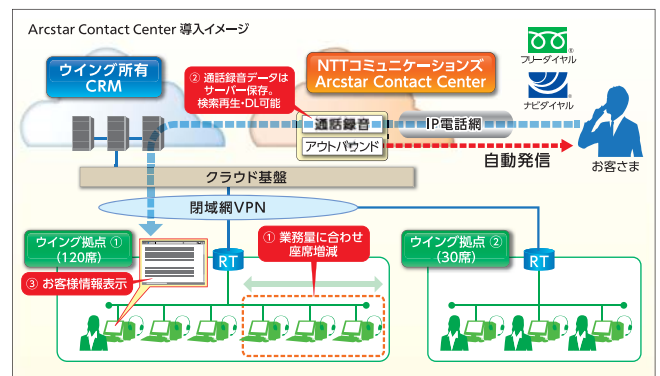 Arcstar Contact Center 導入イメージ
ウイング所有
CRM
② 通話録音データは
サーバー保存。
検索再生・DL可能
NTTコミュニケーションズ
Arcstar Contact Center
フリーダイヤル
ナビダイヤル
通話録音
IP電話網
アウトバウンド
自動発信
お客さま
クラウド基盤
閉域網VPN
ウイング拠点 ①
(120席)
RT
① 業務量に合わせ
座席増減
ウイング拠点 ②
(30席)
RT
③ お客様情報表示